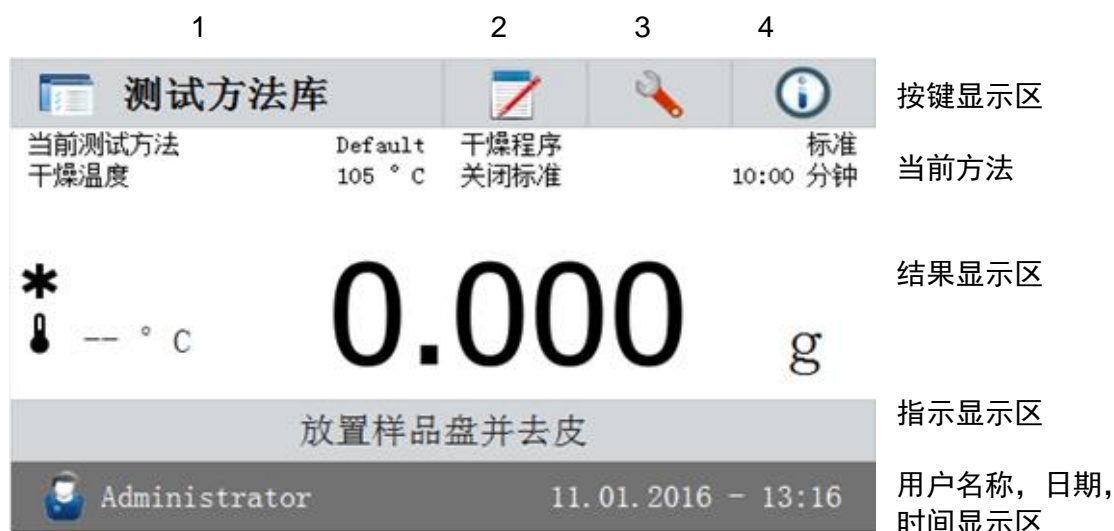 1 2 3 4
测试方法库 按键显示区
当前测试方法 Default 干燥程序 标准
干燥温度 105 °C 关闭标准 10:00 分钟
当前方法
结果显示区
0.000 g
-- °C
放置样品盘并去皮 指示显示区
Administrator 11.01.2016 - 13:16 用户名称，日期，
时间显示区